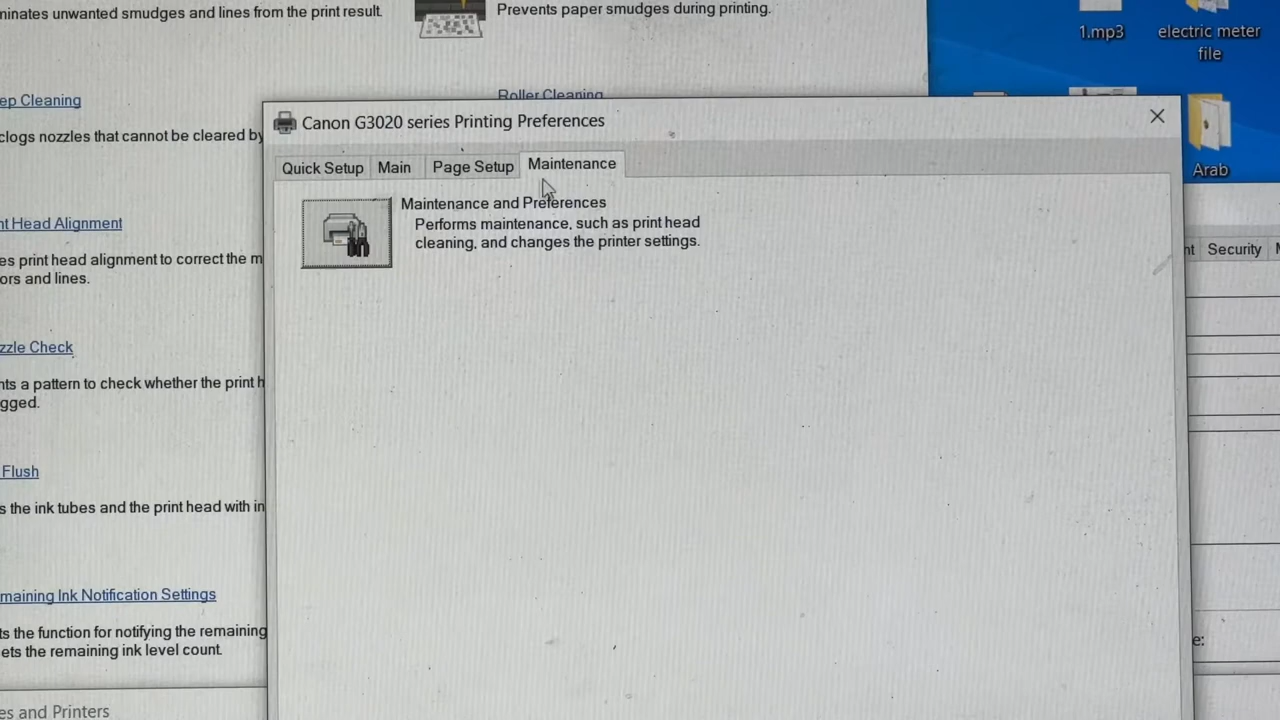 minates unwanted smudges and lines from the print result.
Prevents paper smudges during printing.
1.mp3
electric meter
file
ep Cleaning
Roller Cleaning
clogs nozzles that cannot be cleared by
Canon G3020 series Printing Preferences
Arab
Quick Setup
Main
Page Setup
Maintenance
Maintenance and Preferences
Performs maintenance, such as print head
cleaning, and changes the printer settings.
nt Head Alignment
nt
Security
es print head alignment to correct the m
ors and lines.
zzle Check
nts a pattern to check whether the print h
gged.
Flush
s the ink tubes and the print head with in
maining Ink Notification Settings
ts the function for notifying the remaining
ets the remaining ink level count.
e:
es and Printers